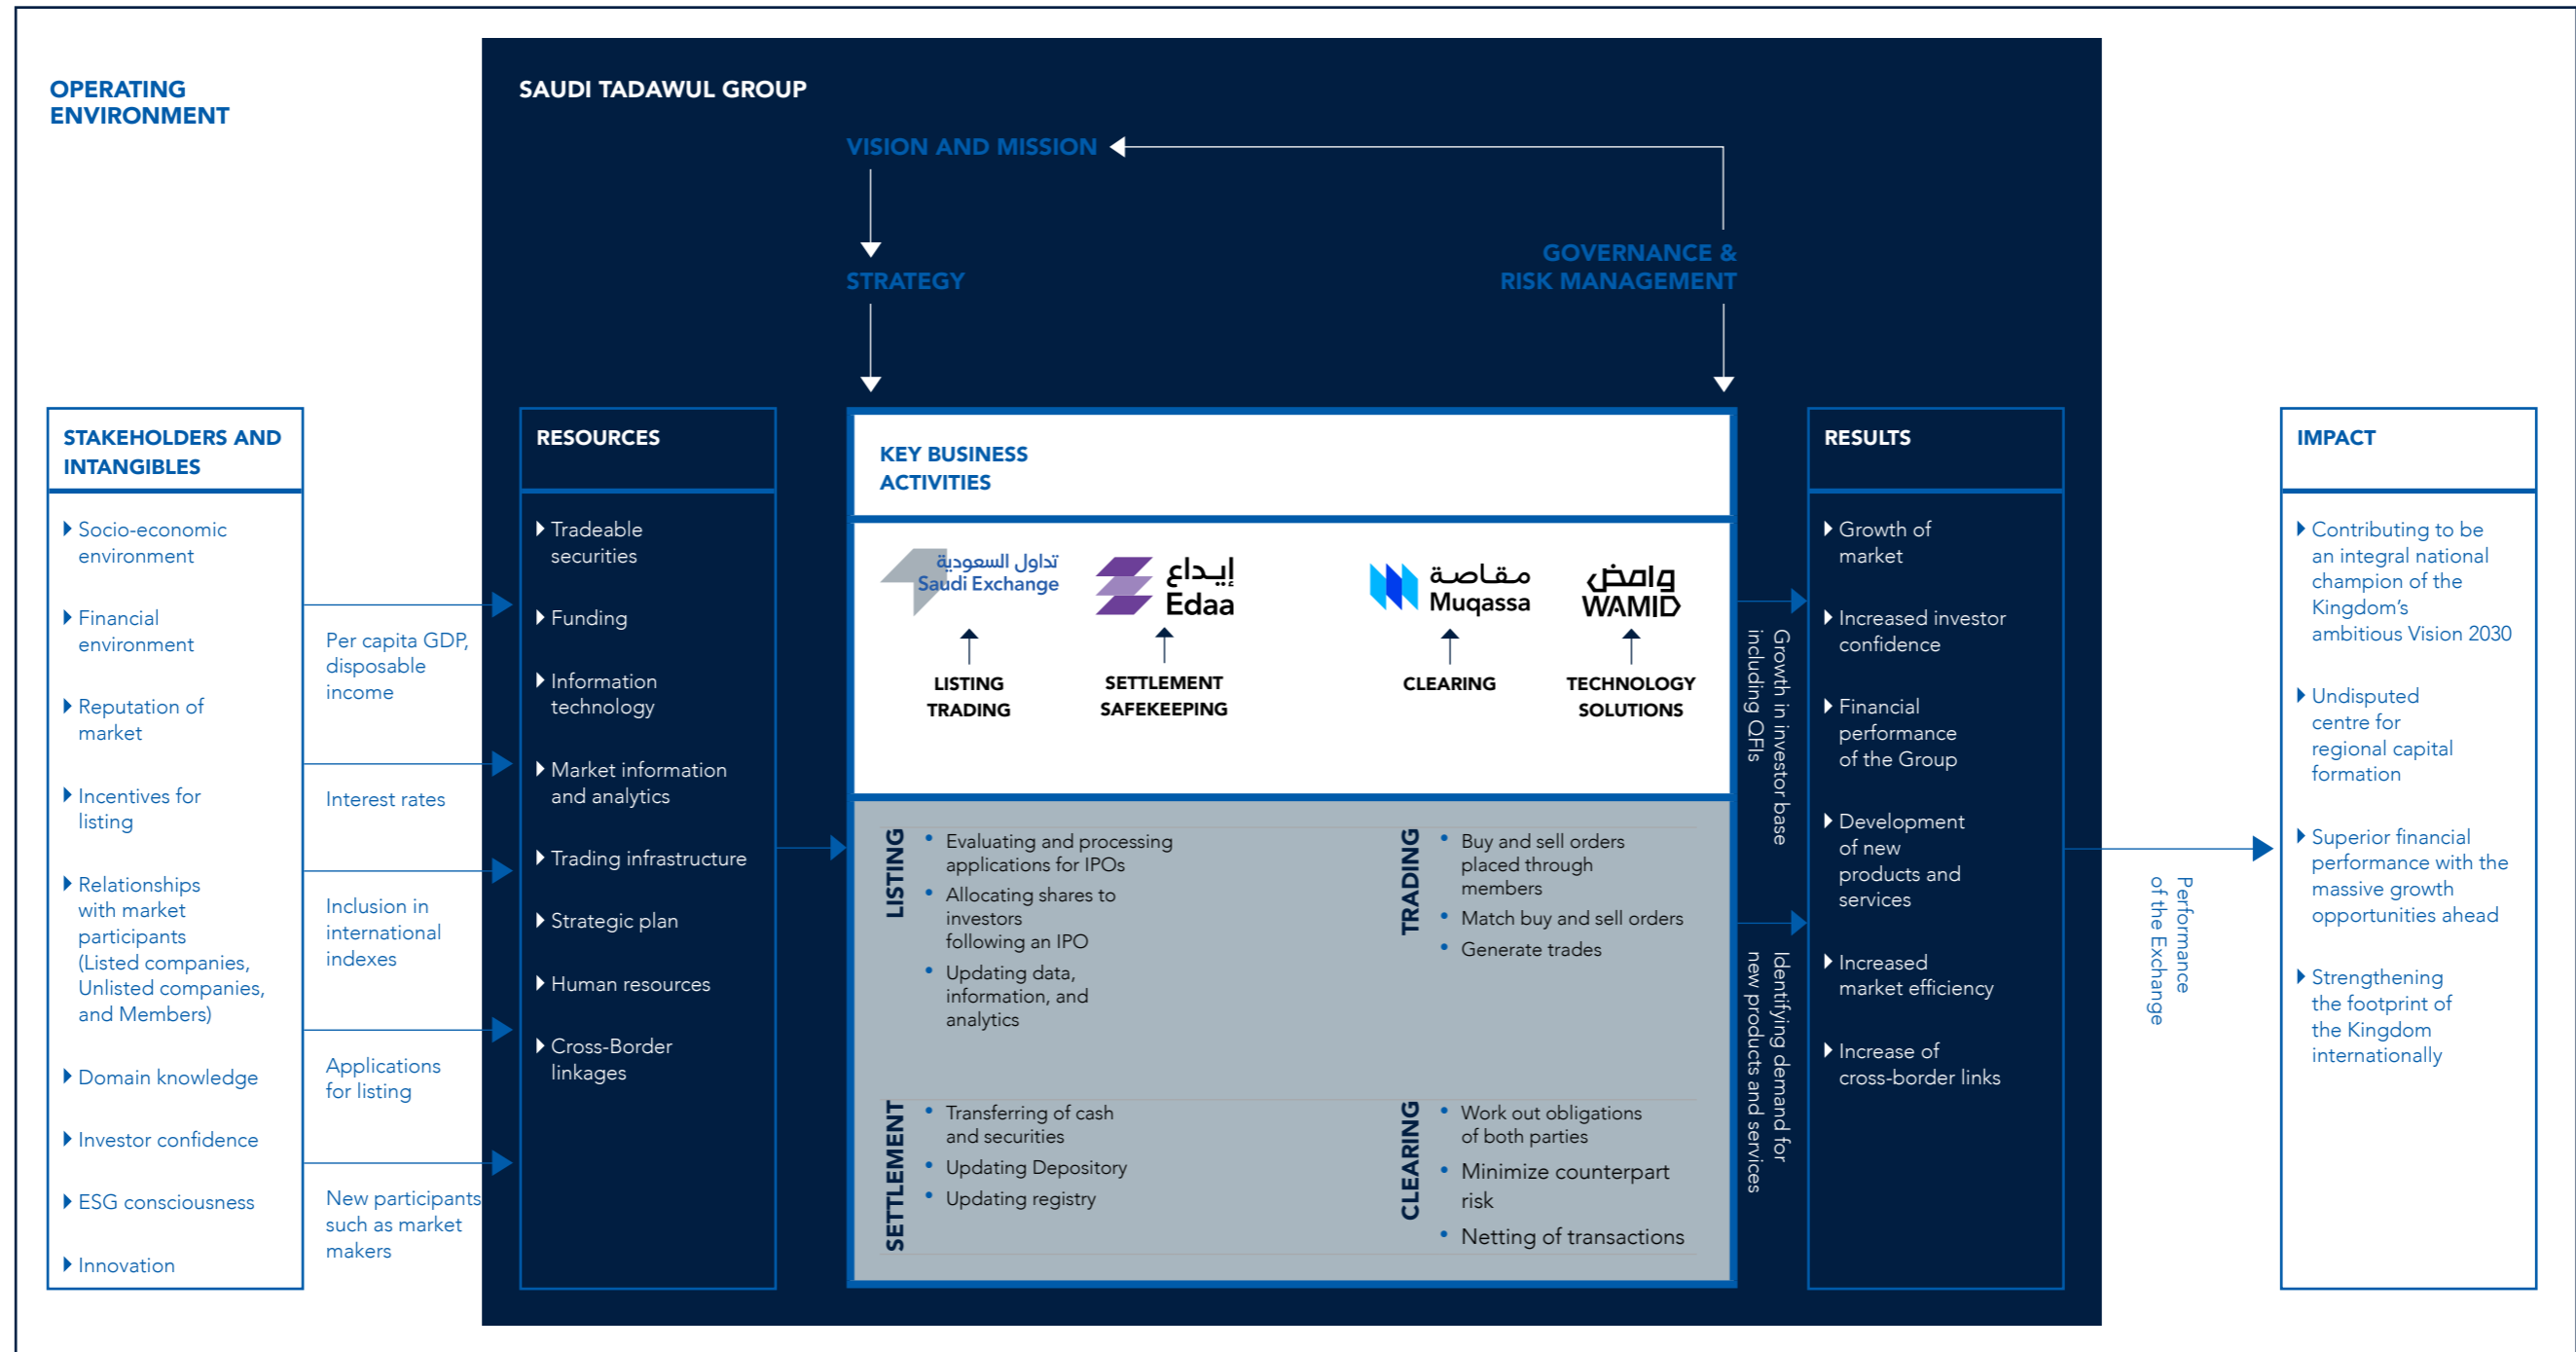 OPERATING
ENVIRONMENT
SAUDI TADAWUL GROUP
VISION AND MISSION
STRATEGY
GOVERNANCE &
RISK MANAGEMENT
STAKEHOLDERS AND
INTANGIBLES
Socio-economic
environment
Financial
environment
Reputation of
market
Incentives for
listing
Relationships
with market
participants
(Listed companies,
Unlisted companies,
and Members)
Domain knowledge
Investor confidence
ESG consciousness
Innovation
Per capita GDP,
disposable
income
Interest rates
Inclusion in
international
indexes
Applications
for listing
New participants
such as market
makers
RESOURCES
Tradeable
securities
Funding
Information
technology
Market information
and analytics
Trading infrastructure
Strategic plan
Human resources
Cross-Border
linkages
KEY BUSINESS
ACTIVITIES
تداول السعودية
Saudi Exchange
إيداع
Edaa
مقاصة
Muqassa
وامض
WAMID
LISTING
TRADING
SETTLEMENT
SAFEKEEPING
CLEARING
TECHNOLOGY
SOLUTIONS
LISTING
Evaluating and processing
applications for IPOs
Allocating shares to
investors
following an IPO
Updating data,
information, and
analytics
TRADING
Buy and sell orders
placed through
members
Match buy and sell orders
Generate trades
SETTLEMENT
Transferring of cash
and securities
Updating Depository
Updating registry
CLEARING
Work out obligations
of both parties
Minimize counterpart
risk
Netting of transactions
Growth in investor base
including QFIs
Identifying demand for
new products and services
RESULTS
Growth of
market
Increased investor
confidence
Financial
performance
of the Group
Development
of new
products and
services
Increased
market efficiency
Increase of
cross-border links
Performance
of the Exchange
IMPACT
Contributing to be
an integral national
champion of the
Kingdom’s
ambitious Vision 2030
Undisputed
centre for
regional capital
formation
Superior financial
performance with the
massive growth
opportunities ahead
Strengthening
the footprint of
the Kingdom
internationally